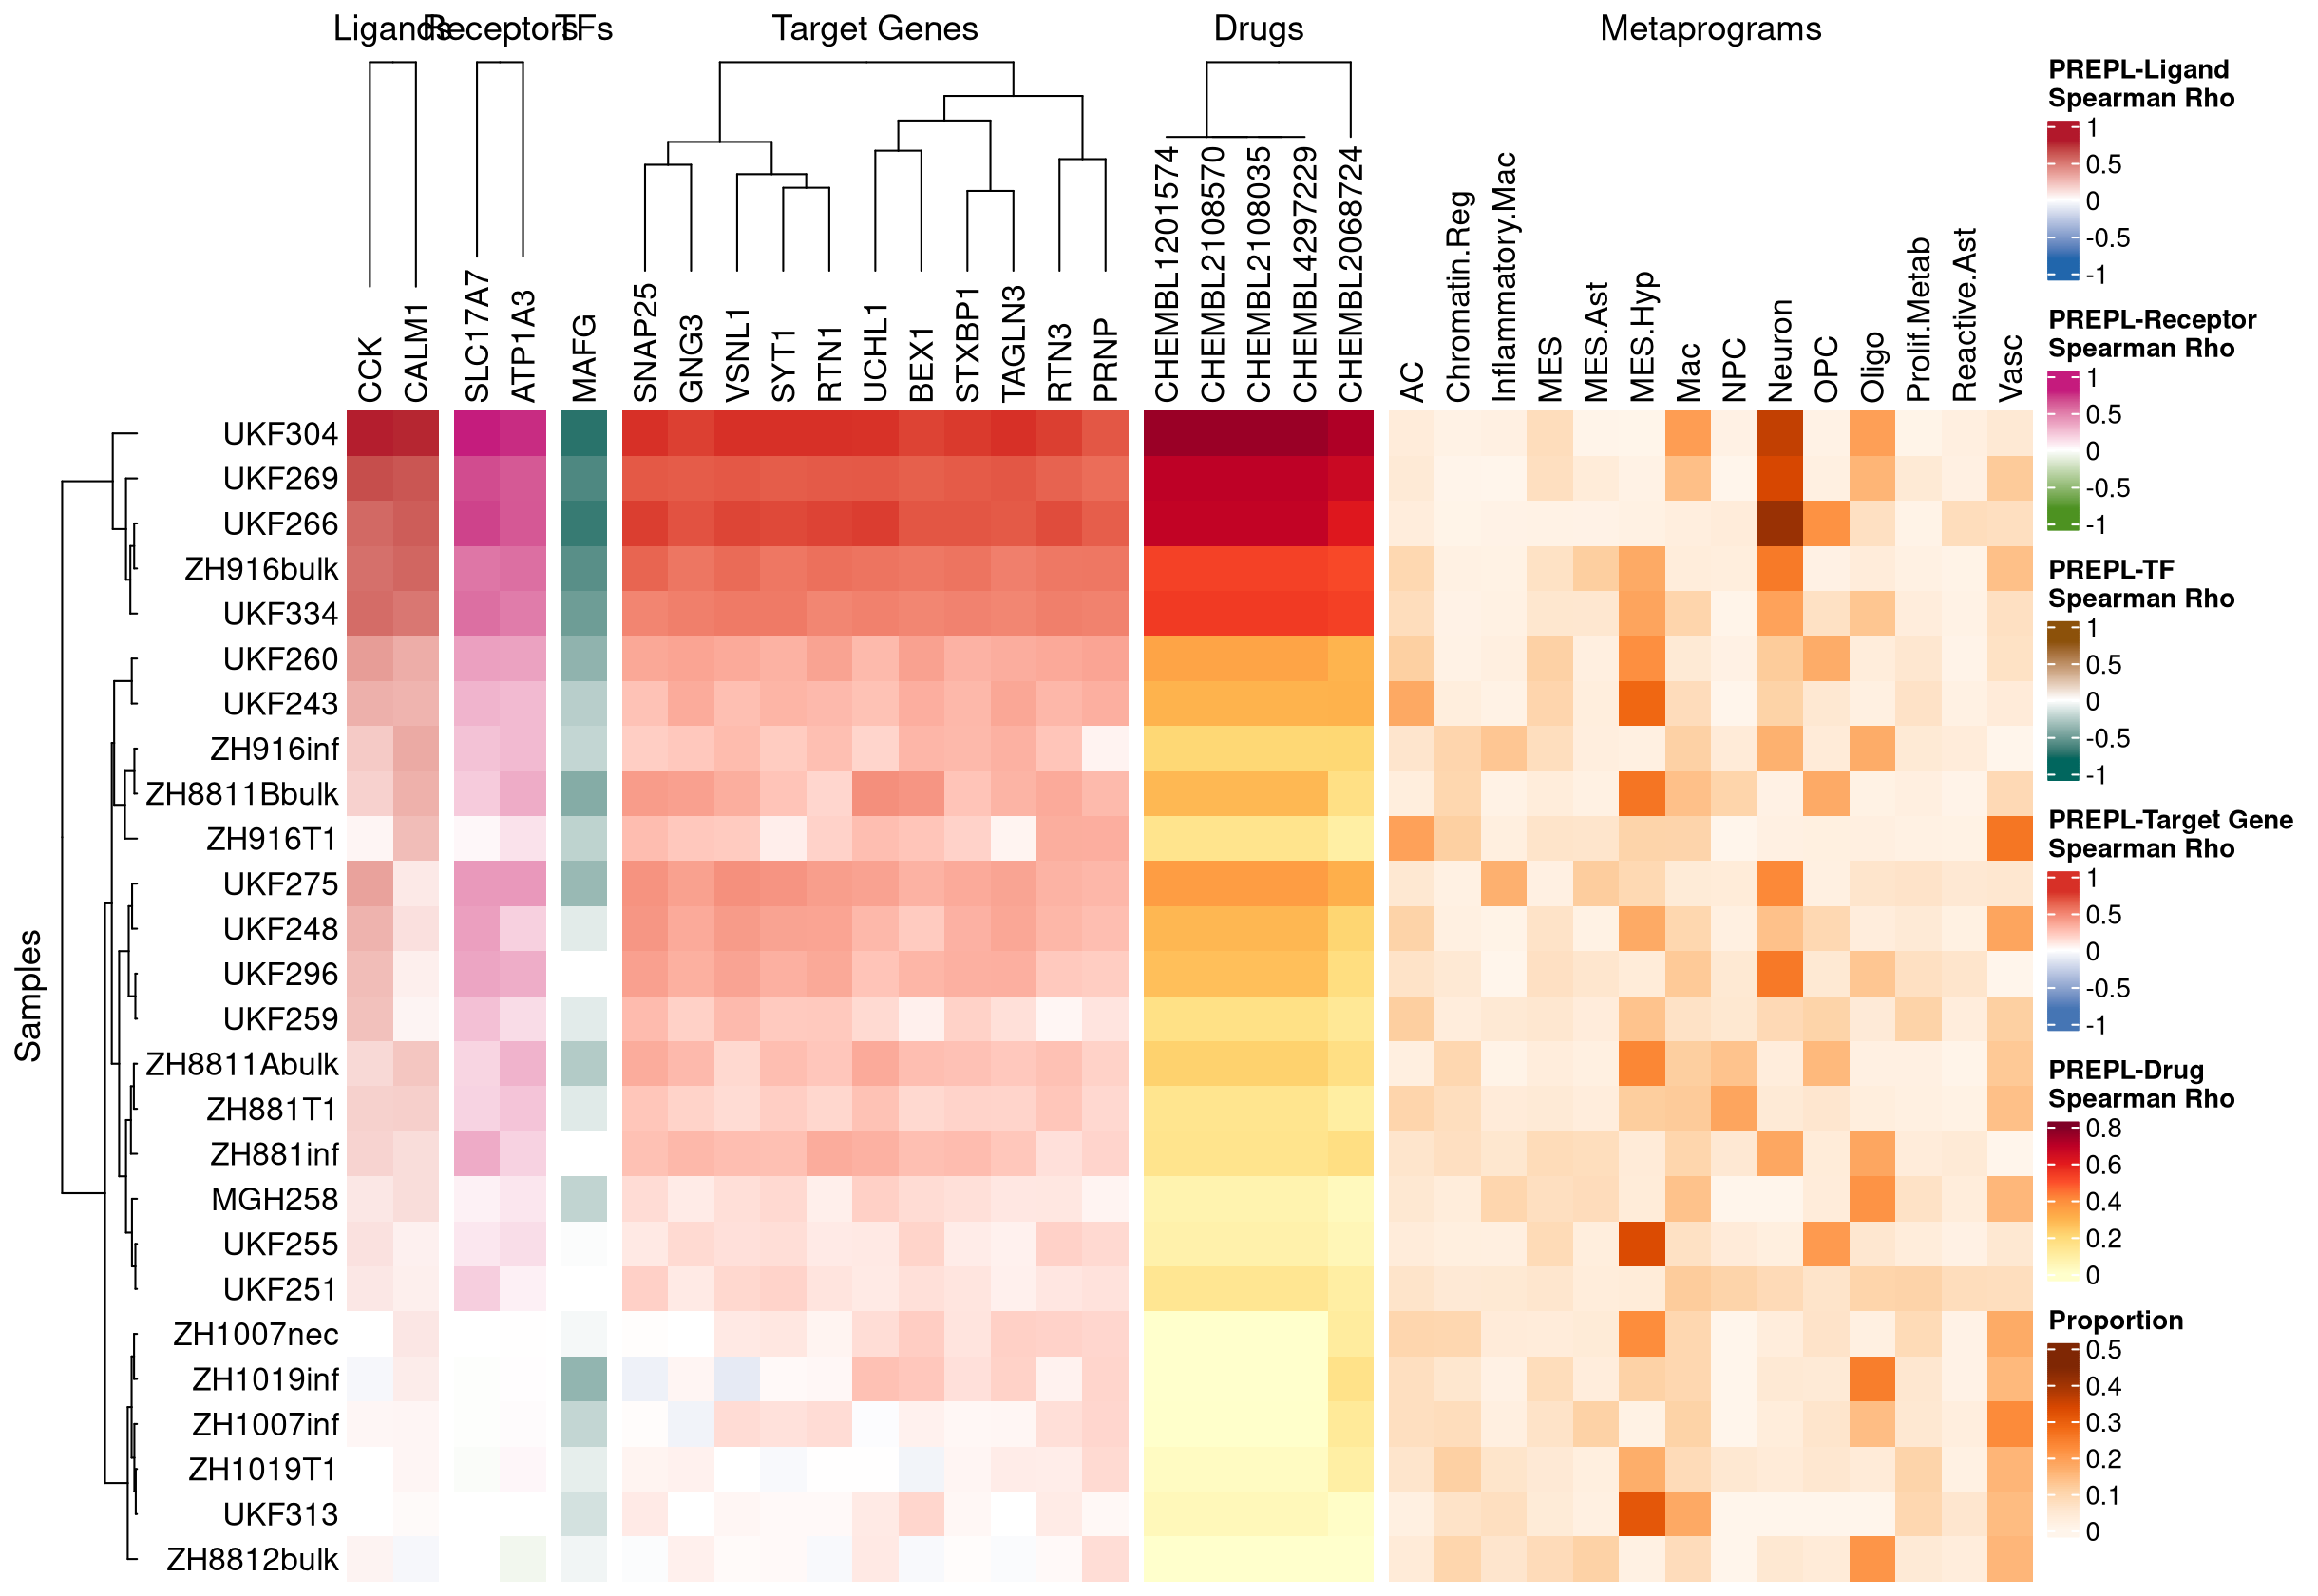 Ligands Receptors TFs Target Genes Drugs Metaprograms
CCK CALM1 SLC17A7 ATP1A3 MAFG SNAP25 GNG3 VSNL1 SYT1 RTN1 UCHL1 BEX1 STXBP1 TAGLN3 RTN3 PRNP CHEMBL1201574 CHEMBL2108570 CHEMBL2108035 CHEMBL4297229 CHEMBL2068724 AC Chromatin.Reg Inflammatory.Mac MES MES.Ast MES.Hyp Mac NPC Neuron OPC Oligo Prolif.Metab Reactive.Ast Vasc
Samples
UKF304
UKF269
UKF266
ZH916bulk
UKF334
UKF260
UKF243
ZH916inf
ZH8811Bbulk
ZH916T1
UKF275
UKF248
UKF296
UKF259
ZH8811Abulk
ZH881T1
ZH881inf
MGH258
UKF255
UKF251
ZH1007nec
ZH1019inf
ZH1007inf
ZH1019T1
UKF313
ZH8812bulk
PREPL-Ligand
Spearman Rho
1
0.5
0
-0.5
-1
PREPL-Receptor
Spearman Rho
1
0.5
0
-0.5
-1
PREPL-TF
Spearman Rho
1
0.5
0
-0.5
-1
PREPL-Target Gene
Spearman Rho
1
0.5
0
-0.5
-1
PREPL-Drug
Spearman Rho
0.8
0.6
0.4
0.2
0
Proportion
0.5
0.4
0.3
0.2
0.1
0